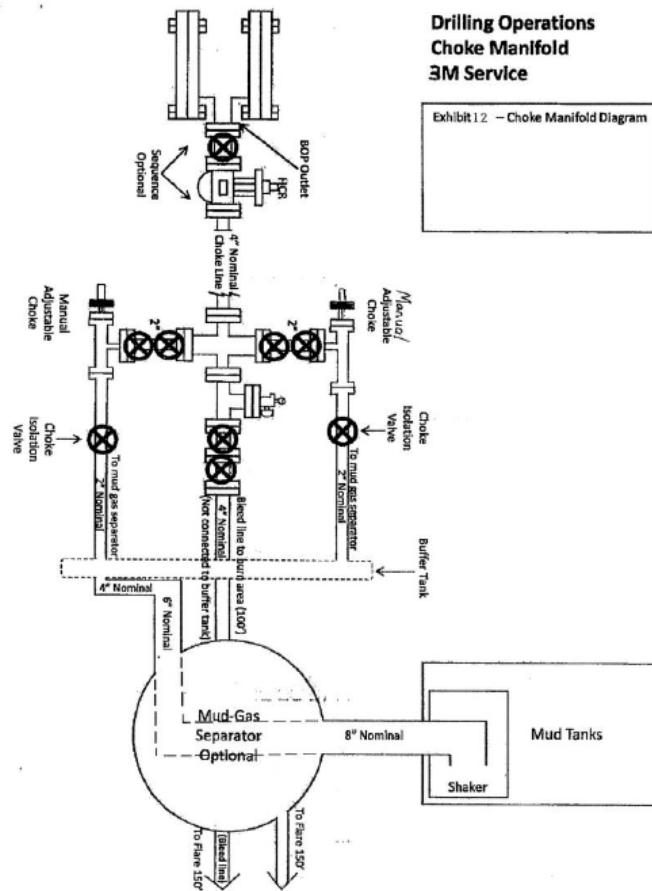 Drilling Operations
Choke Manifold
3M Service
Exhibit 12 – Choke Manifold Diagram
BOP Outlet
HCR
Sequence
Optional
4" Nominal
Choke Line
Manual
Adjustable
Choke
2"
2"
Manual
Adjustable
Choke
Choke
Isolation
Valve
Choke
Isolation
Valve
To mud gas separator
2" Nominal
Bleed line to burn area (100')
4" Nominal
(Not connected to buffer tank)
To mud gas separator
2" Nominal
Buffer Tank
4" Nominal
6" Nominal
Mud-Gas
Separator
Optional
8" Nominal
Mud Tanks
Shaker
To Flare 150'
(Bleed line)
To Flare 150'